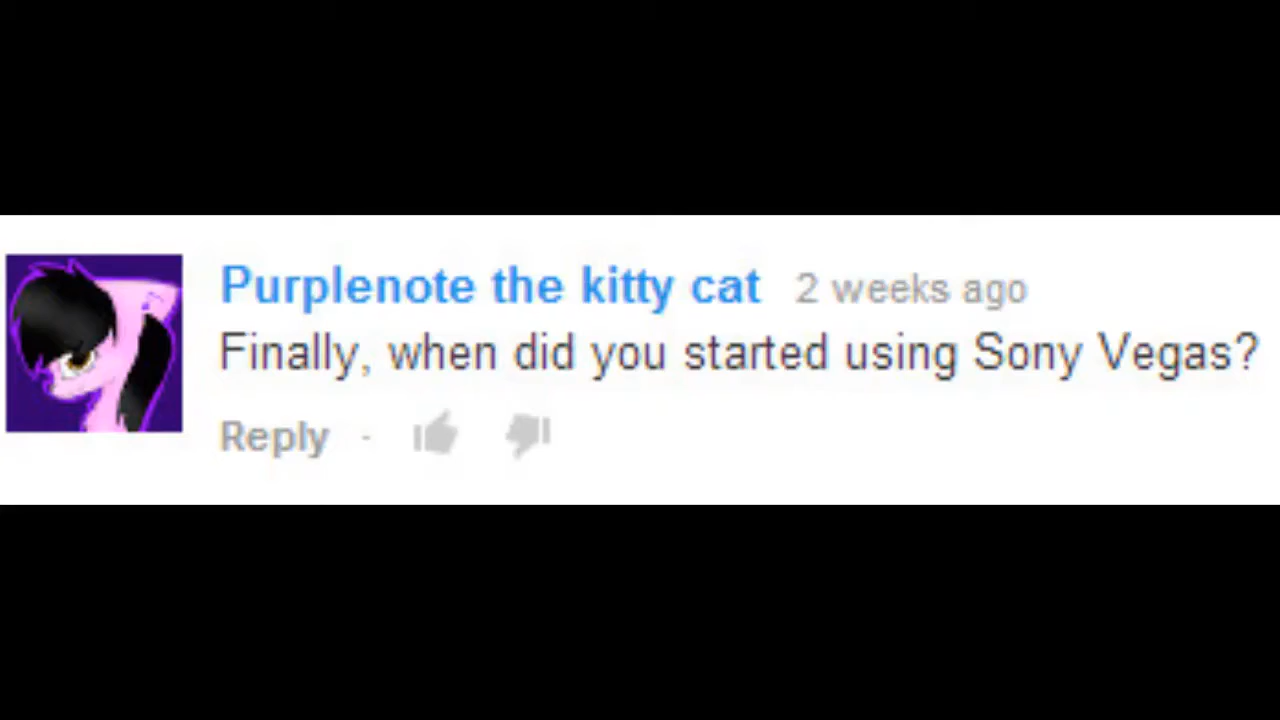 Purplenote the kitty cat 2 weeks ago
Finally, when did you started using Sony Vegas?
Reply ·